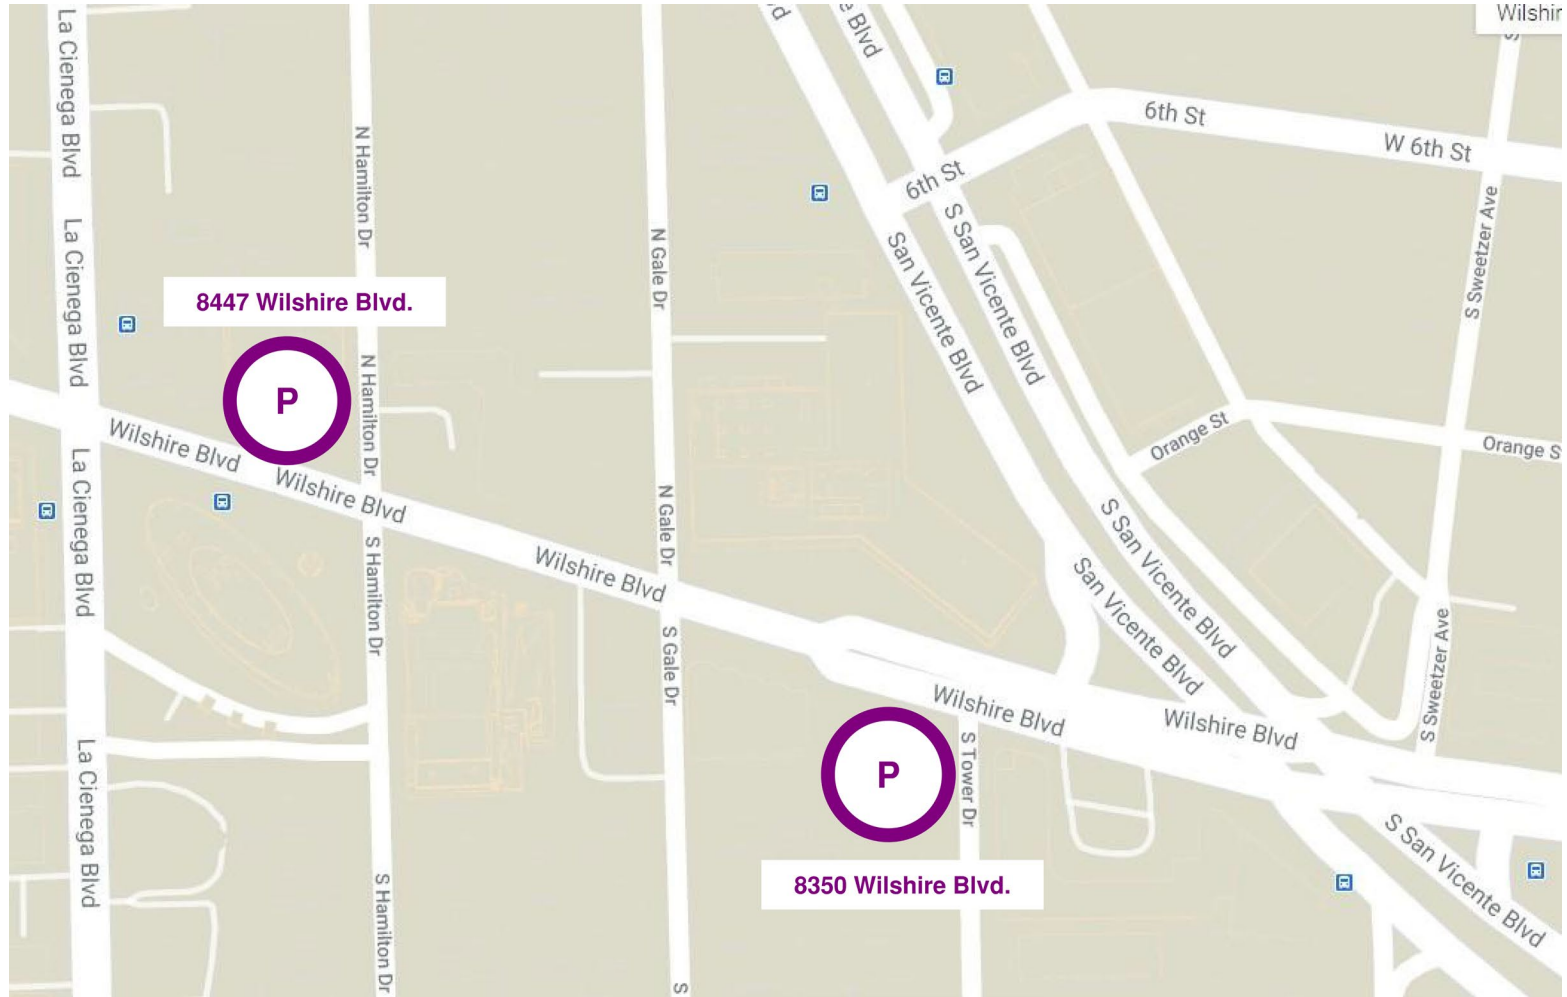 La Cienega Blvd
La Cienega Blvd
La Cienega Blvd
La Cienega Blvd
N Hamilton Dr
N Hamilton Dr
S Hamilton Dr
S Hamilton Dr
8447 Wilshire Blvd.
P
Wilshire Blvd
Wilshire Blvd
Wilshire Blvd
Wilshire Blvd
Wilshire Blvd
N Gale Dr
N Gale Dr
S Gale Dr
S
P
8350 Wilshire Blvd.
S Tower Dr
d
e Blvd
6th St
6th St
W 6th St
San Vicente Blvd
S San Vicente Blvd
S San Vicente Blvd
San Vicente Blvd
S San Vicente Blvd
Orange St
Orange S
S Sweetzer Ave
S Sweetzer Ave
Wilshir
S